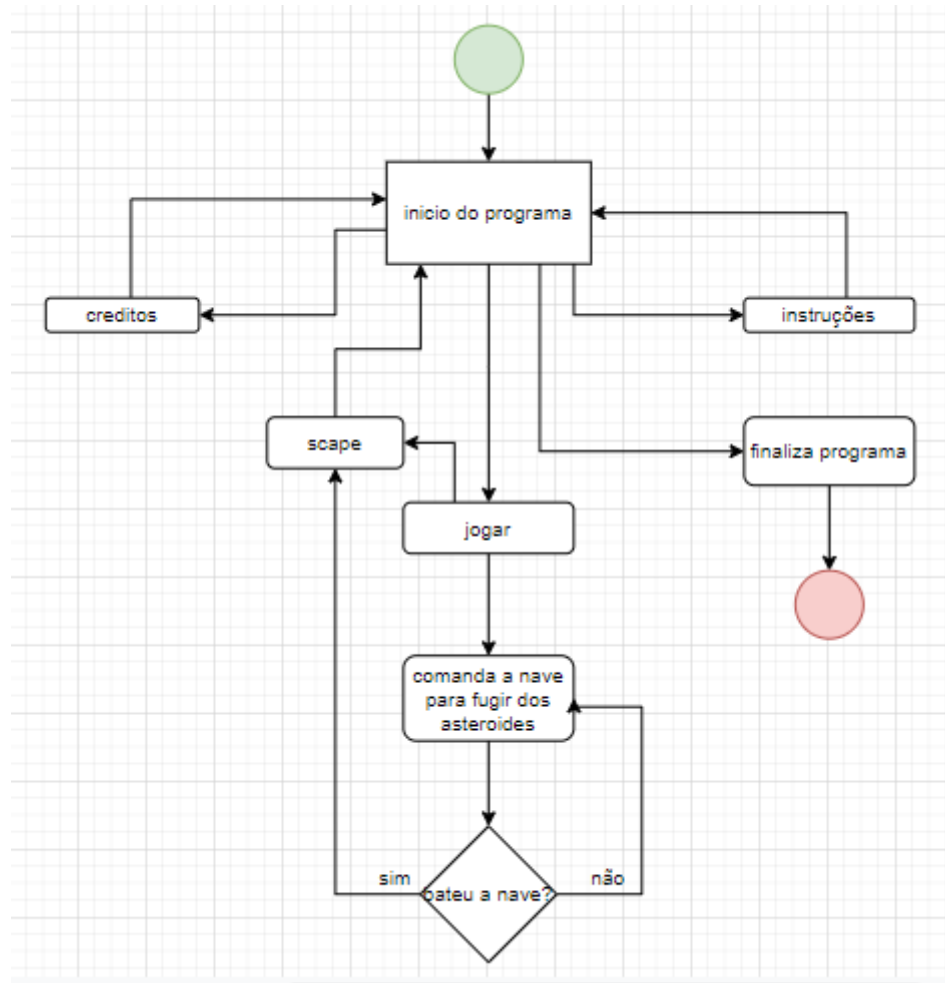 inicio do programa
creditos
instruções
scape
finaliza programa
jogar
comanda a nave
para fugir dos
asteroides
sim
bateu a nave?
não